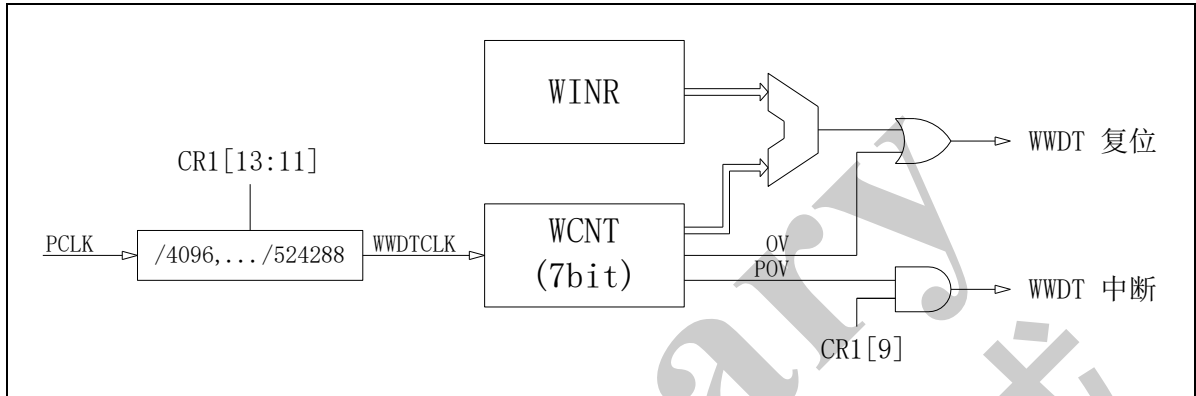 WINR
CR1[13:11]
WWDT 复位
PCLK
/4096,... /524288
WWDTCLK
WCNT
(7bit)
OV
POV
WWDT 中断
CR1[9]
ary